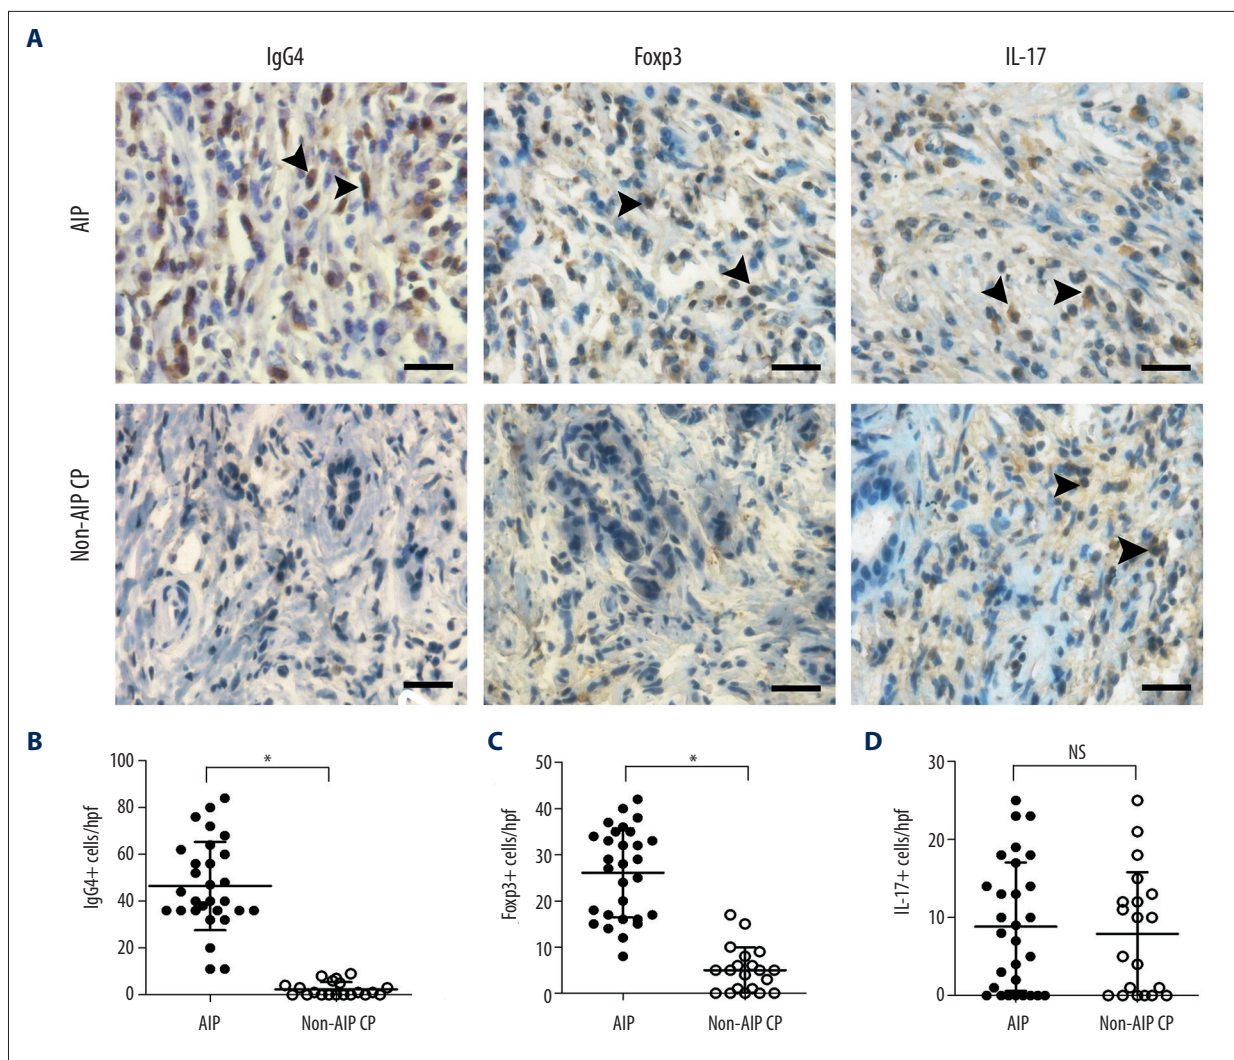 A
IgG4
Foxp3
IL-17
AIP
Non-AIP CP
B
IgG4+ cells/hpf
100
80
60
40
20
0
*
AIP
Non-AIP CP
C
Foxp3+ cells/hpf
50
40
30
20
10
0
*
AIP
Non-AIP CP
D
IL-17+ cells/hpf
30
20
10
0
NS
AIP
Non-AIP CP